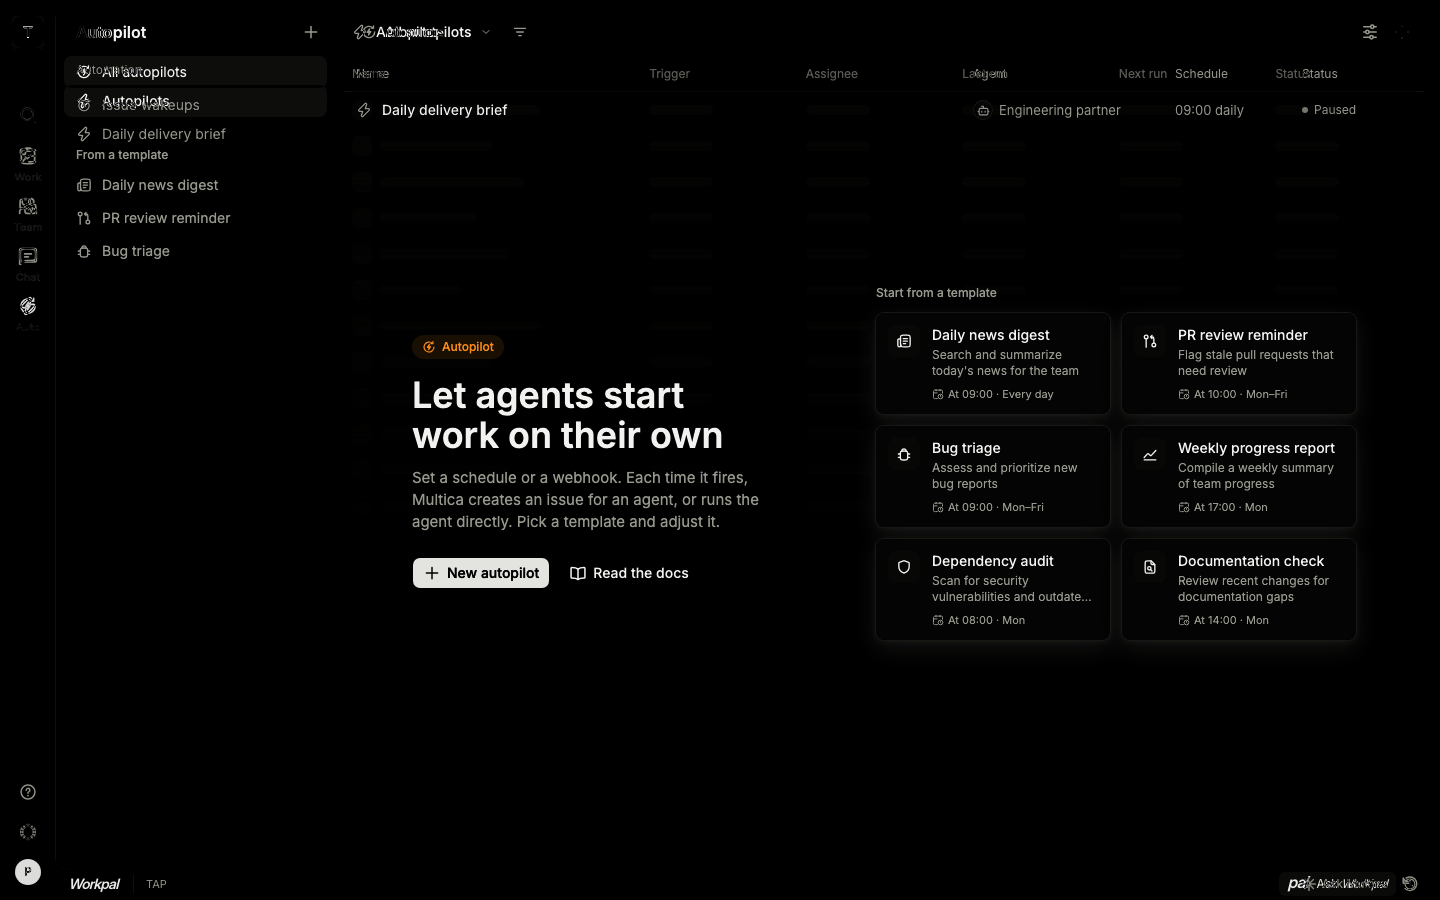 T
Autopilot
All autopilots
Autopilots
Issue wakeups
Daily delivery brief
From a template
Daily news digest
PR review reminder
Bug triage
Work
Team
Chat
Name Trigger Assignee Agent Next run Schedule Status
Daily delivery brief Engineering partner 09:00 daily Paused
Autopilot
Let agents start
work on their own
Set a schedule or a webhook. Each time it fires,
Multica creates an issue for an agent, or runs the
agent directly. Pick a template and adjust it.
New autopilot Read the docs
Start from a template
Daily news digest
Search and summarize
today's news for the team
At 09:00 · Every day
PR review reminder
Flag stale pull requests that
need review
At 10:00 · Mon–Fri
Bug triage
Assess and prioritize new
bug reports
At 09:00 · Mon–Fri
Weekly progress report
Compile a weekly summary
of team progress
At 17:00 · Mon
Dependency audit
Scan for security
vulnerabilities and outdate...
At 08:00 · Mon
Documentation check
Review recent changes for
documentation gaps
At 14:00 · Mon
Workpal TAP